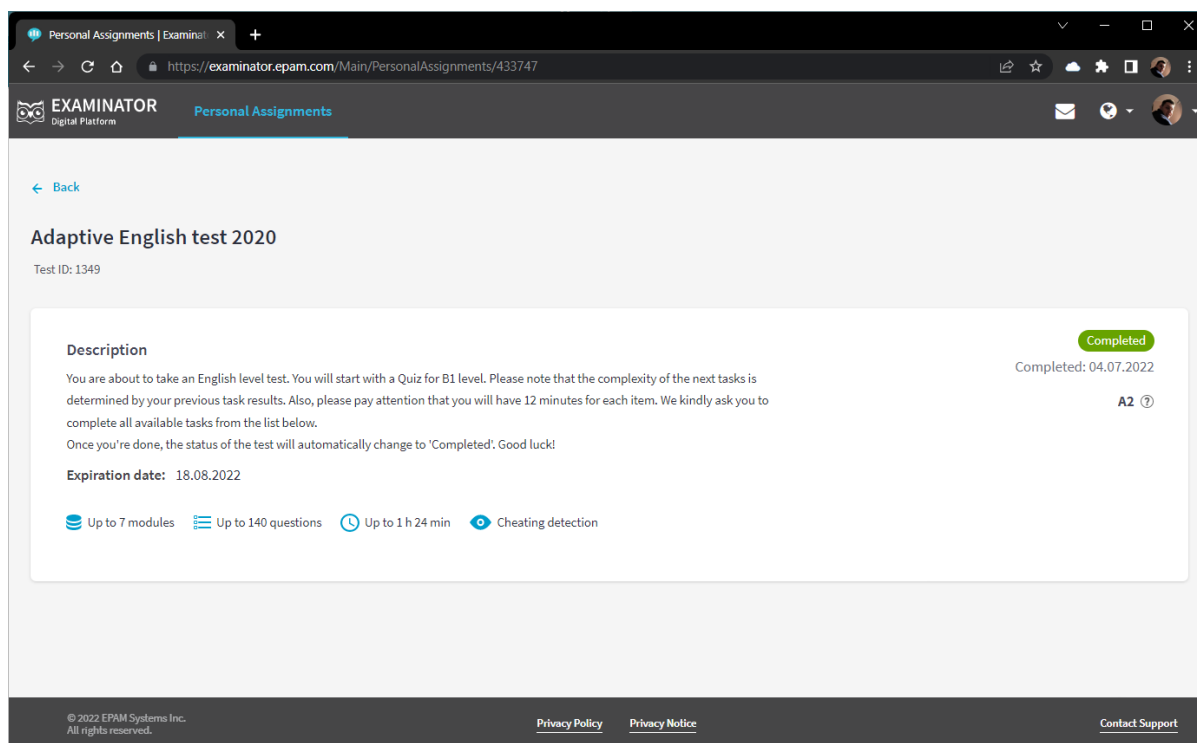 Personal Assignments | Examinat
https://examinator.epam.com/Main/PersonalAssignments/433747
EXAMINATOR
Digital Platform
Personal Assignments
Back
Adaptive English test 2020
Test ID: 1349
Description
Completed
You are about to take an English level test. You will start with a Quiz for B1 level. Please note that the complexity of the next tasks is
Completed: 04.07.2022
determined by your previous task results. Also, please pay attention that you will have 12 minutes for each item. We kindly ask you to
A2
complete all available tasks from the list below.
Once you're done, the status of the test will automatically change to 'Completed'. Good luck!
Expiration date: 18.08.2022
Up to 7 modules Up to 140 questions Up to 1 h 24 min Cheating detection
© 2022 EPAM Systems Inc.
All rights reserved.
Privacy Policy Privacy Notice Contact Support